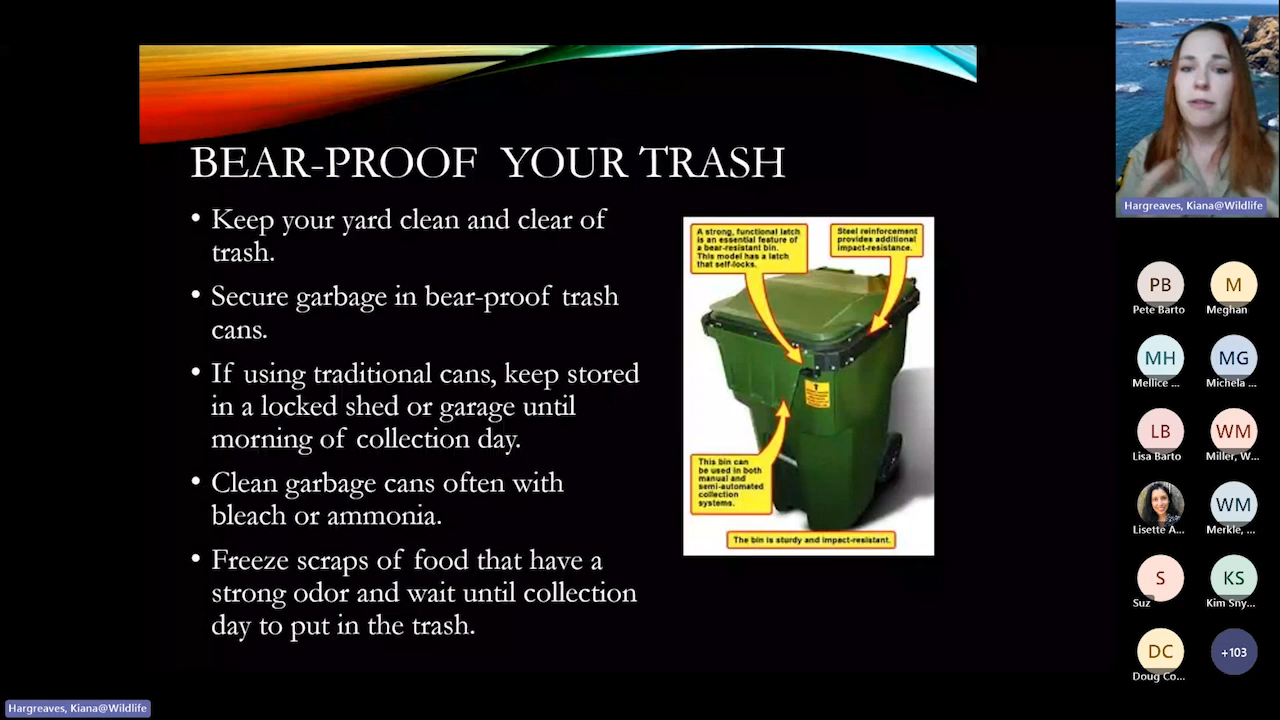 BEAR-PROOF YOUR TRASH
• Keep your yard clean and clear of
trash.
• Secure garbage in bear-proof trash
cans.
• If using traditional cans, keep stored
in a locked shed or garage until
morning of collection day.
• Clean garbage cans often with
bleach or ammonia.
• Freeze scraps of food that have a
strong odor and wait until collection
day to put in the trash.
A strong, functional latch
is an essential feature of
a bear-resistant bin.
This model has a latch
that self-locks.
Steel reinforcement
provides additional
impact-resistance.
This bin can
be used in both
manual and
semi-automated
collection
systems.
The bin is sturdy and impact-resistant.
Hargreaves, Kiana@Wildlife
PB
Pete Barto
M
Meghan
MH
Mellice ...
MG
Michela ...
LB
Lisa Barto
WM
Miller, W...
Lisette A...
WM
Merkle, ...
S
Suz
KS
Kim Sny...
DC
Doug Co...
+103
Hargreaves, Kiana@Wildlife